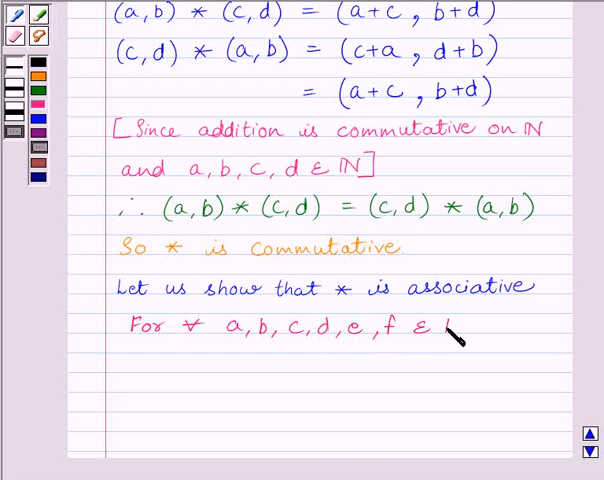 (a,b) * (c,d) = (a+c, b+d)
(c,d) * (a,b) = (c+a, d+b)
= (a+c, b+d)
[Since addition is commutative on ℕ
and a, b, c, d ε ℕ]
∴ (a,b) * (c,d) = (c,d) * (a,b)
So * is commutative.
Let us show that * is associative
For ∀ a, b, c, d, e, f ε